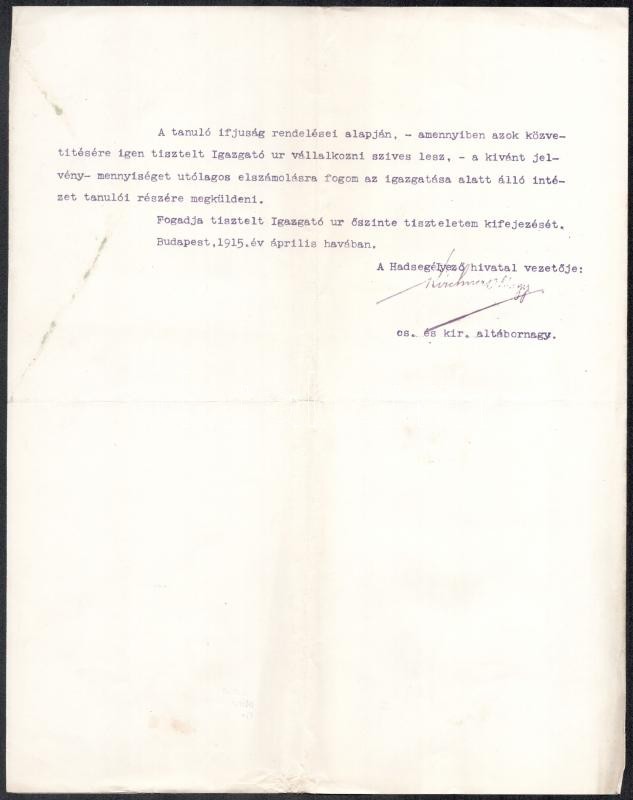 A tanuló ifjuság rendelései alapján, - amennyiben azok közve-
titésére igen tisztelt Igazgató ur vállalkozni szives lesz, - a kivánt jel-
vény- mennyiséget utólagos elszámolásra fogom az igazgatása alatt álló inté-
zet tanulói részére megküldeni.
Fogadja tisztelt Igazgató ur őszinte tiszteletem kifejezését.
Budapest,1915.év április havában.
A Hadsegélyező hivatal vezetője:
cs. és kir. altábornagy.